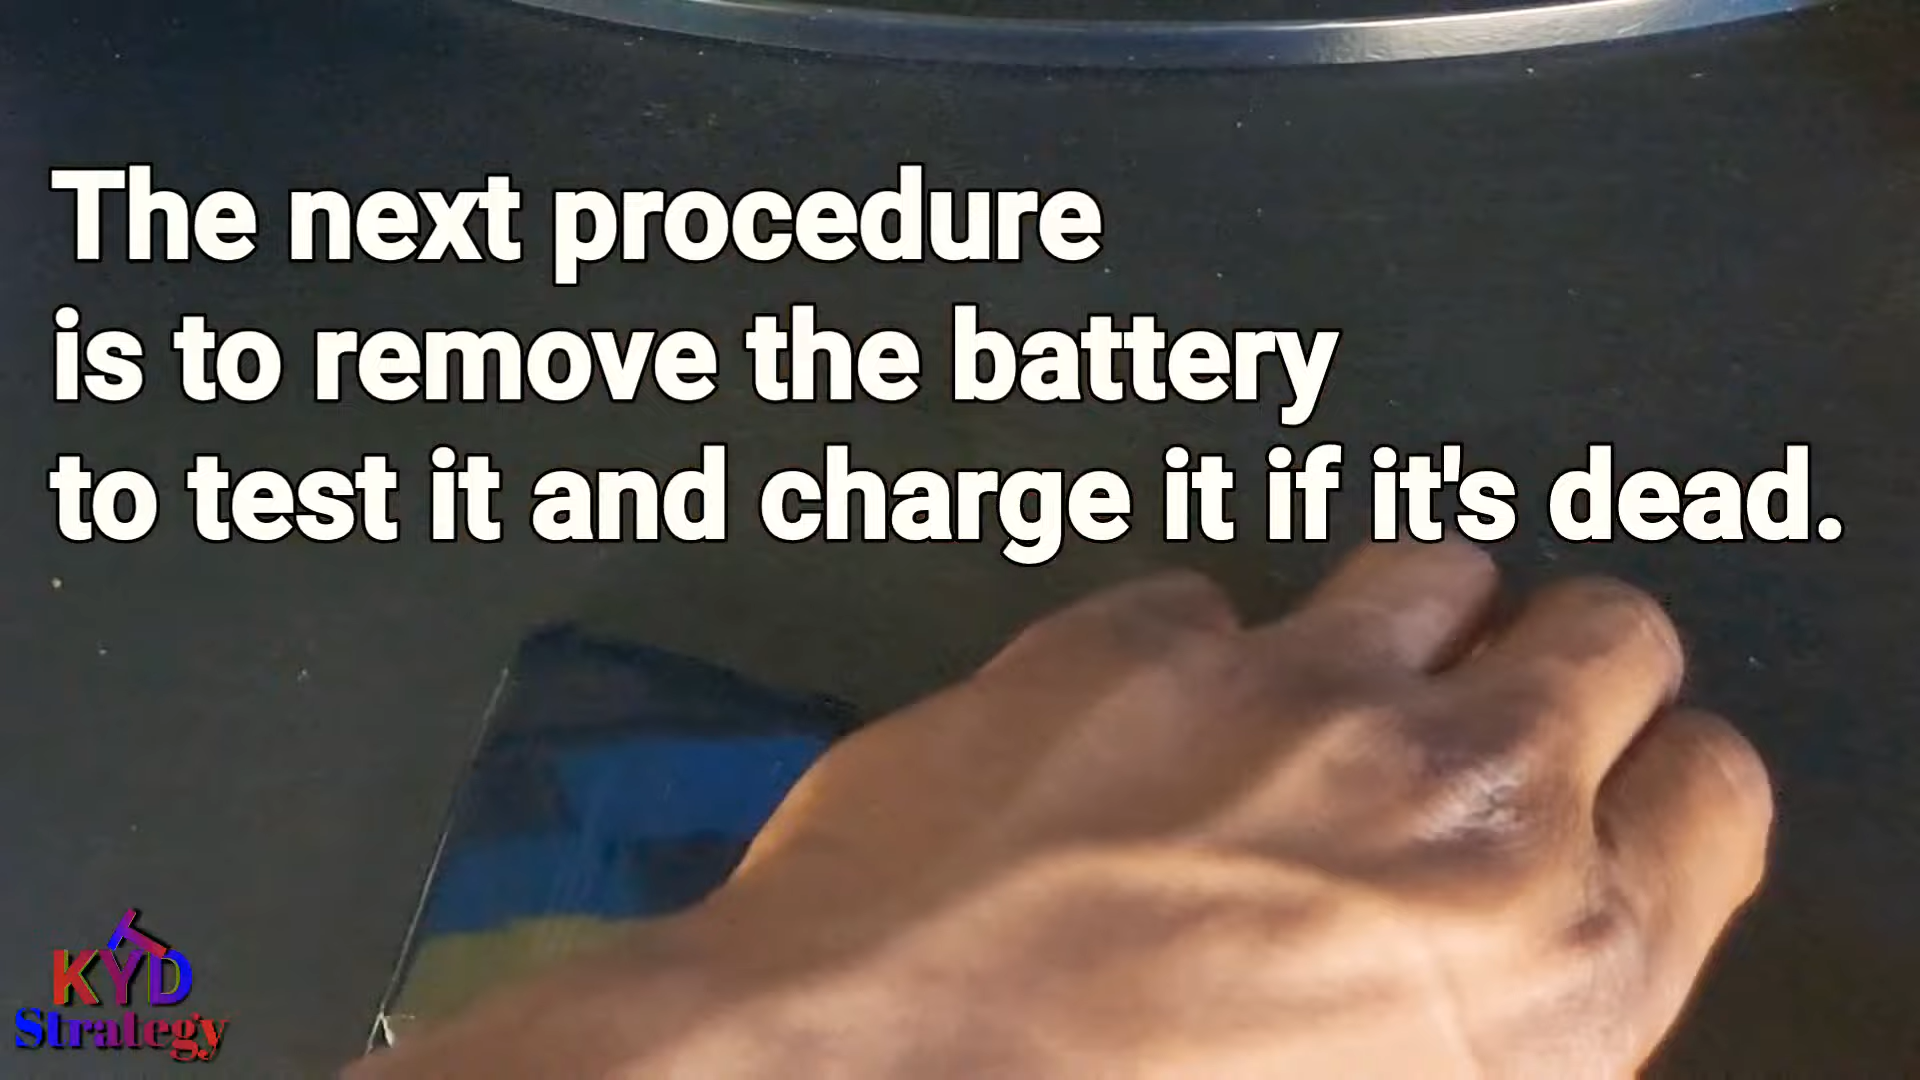 The next procedure
is to remove the battery
to test it and charge it if it's dead.
KYD
Strategy